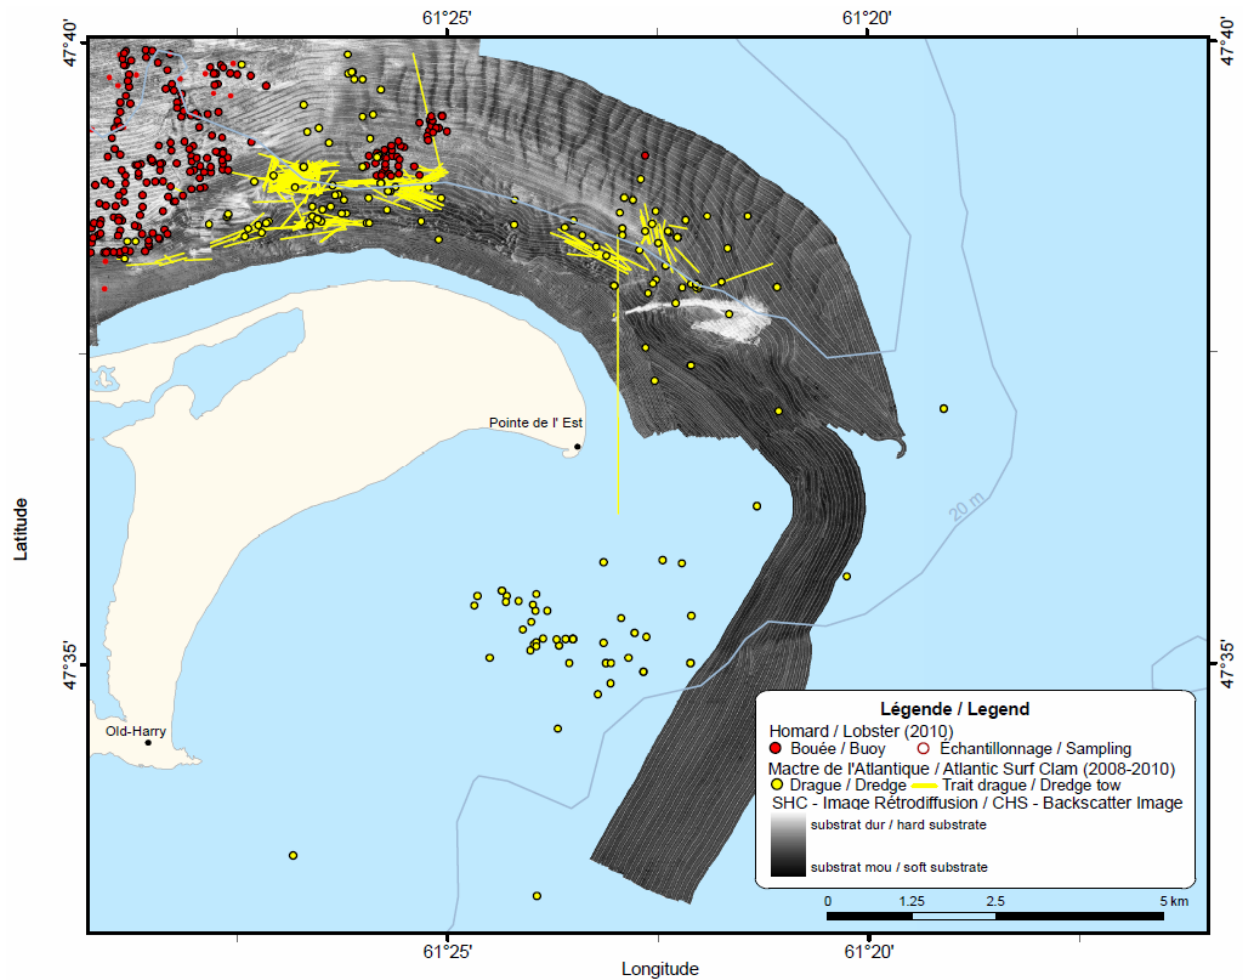 61°25'
61°20'
47°40'
47°40'
Pointe de l' Est
20 m
Latitude
47°35'
47°35'
Old-Harry
Légende / Legend
Homard / Lobster (2010)
Bouée / Buoy
Échantillonnage / Sampling
Mactre de l'Atlantique / Atlantic Surf Clam (2008-2010)
Drague / Dredge
Trait drague / Dredge tow
SHC - Image Rétrodiffusion / CHS - Backscatter Image
substrat dur / hard substrate
substrat mou / soft substrate
0
1.25
2.5
5 km
61°25'
61°20'
Longitude